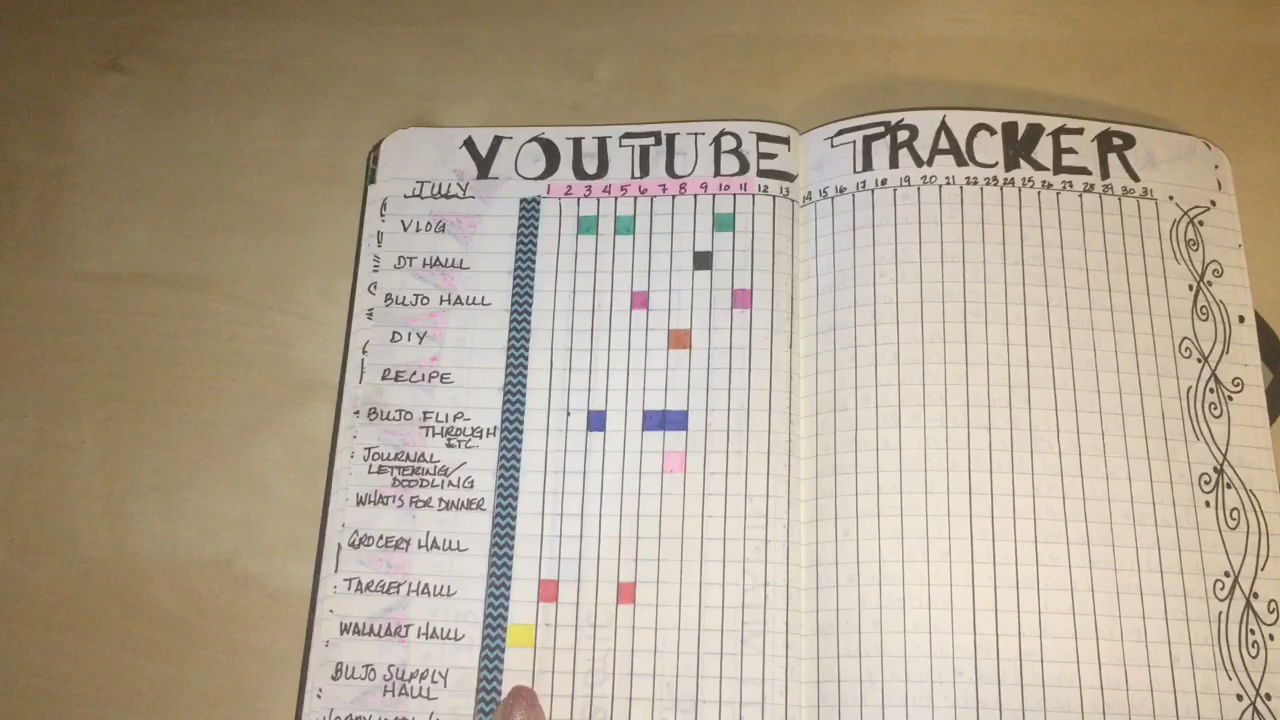 YOUTUBE TRACKER
JULY 1 2 3 4 5 6 7 8 9 10 11 12 13 14 15 16 17 18 19 20 21 22 23 24 25 26 27 28 29 30 31
VLOG
DT HAUL
BUJO HAUL
DIY
RECIPE
BUJO FLIP-
THROUGH
ETC.
JOURNAL
LETTERING/
DOODLING
WHAT'S FOR DINNER
GROCERY HAUL
TARGET HAUL
WALMART HAUL
BUJO SUPPLY
HAUL